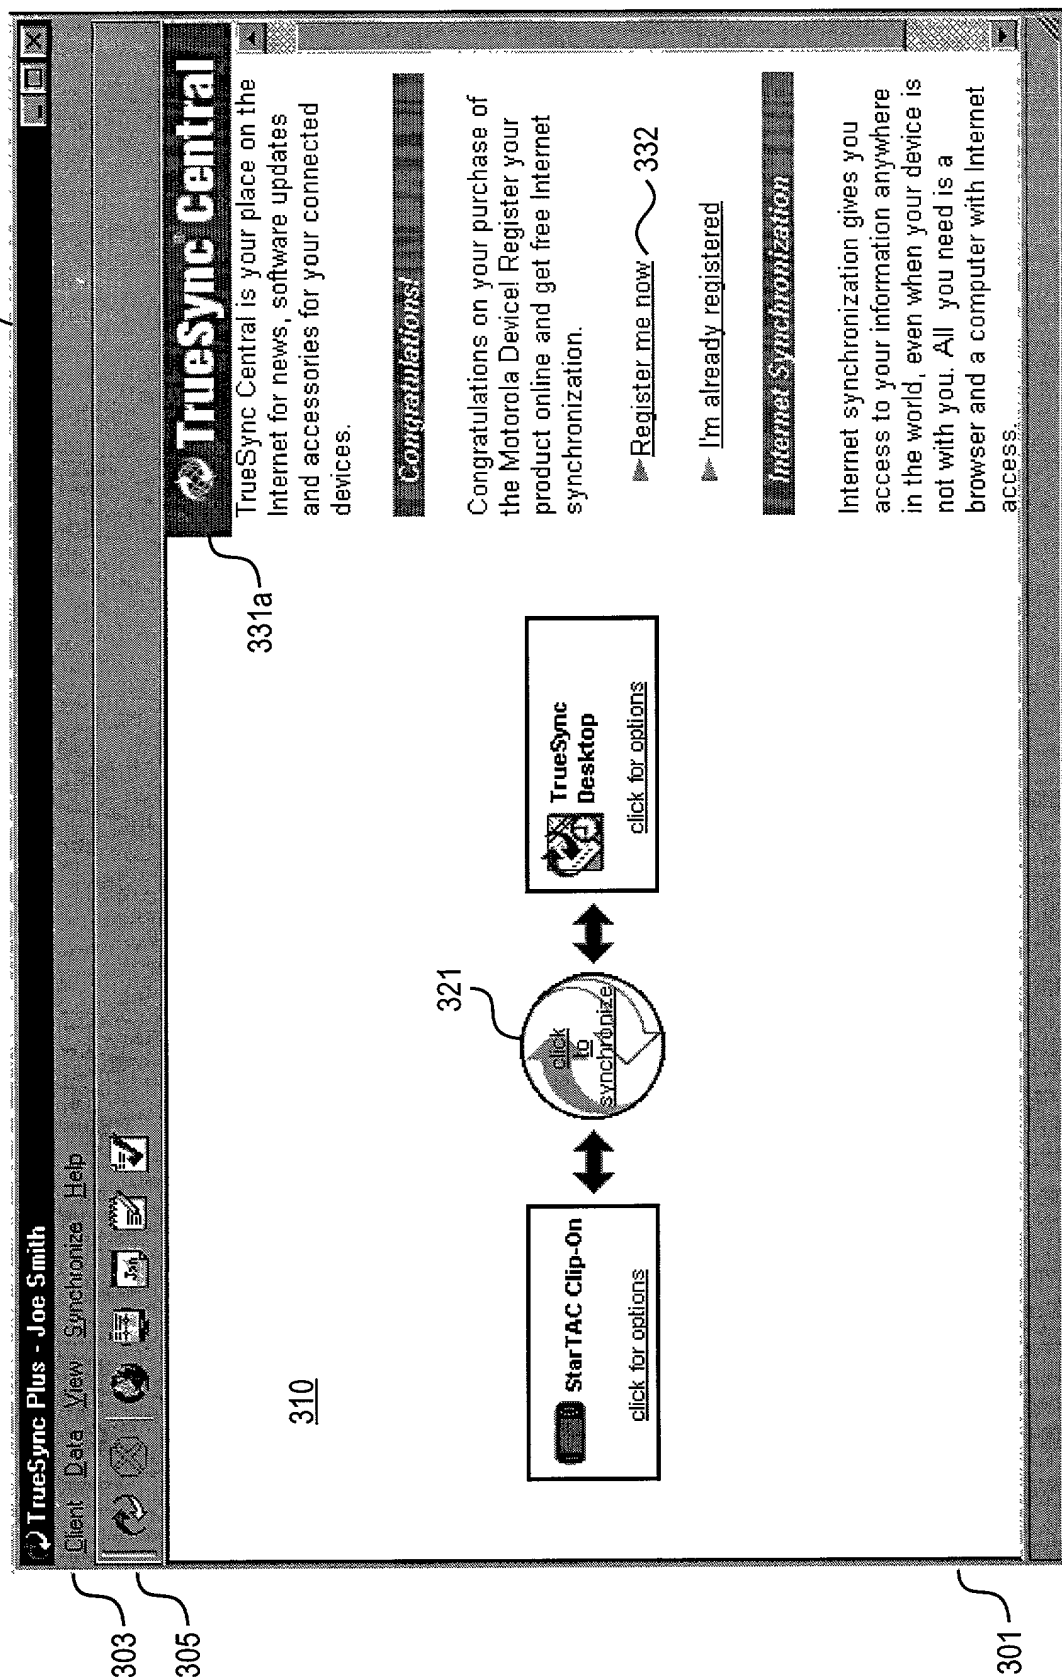 TrueSync Plus - Joe Smith
Client Data View Synchronize Help
303
305
TrueSync Central
331a
TrueSync Central is your place on the
Internet for news, software updates
and accessories for your connected
devices.
Congratulations!
Congratulations on your purchase of
the Motorola Device! Register your
product online and get free Internet
synchronization.
Register me now
332
I'm already registered
Internet Synchronization
Internet synchronization gives you
access to your information anywhere
in the world, even when your device is
not with you. All you need is a
browser and a computer with Internet
access.
310
StarTAC Clip-On
click for options
321
click
to
synchronize
TrueSync
Desktop
click for options
301